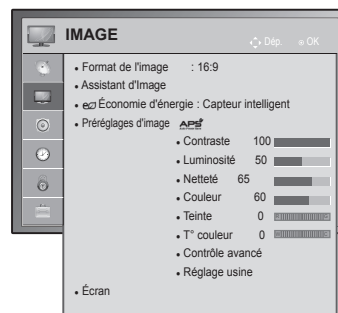 IMAGE
Dép. OK
• Format de l'image : 16:9
• Assistant d'Image
• Économie d'énergie : Capteur intelligent
• Préréglages d'image APS
• Contraste 100
• Luminosité 50
• Netteté 65
• Couleur 60
• Teinte 0
• T° couleur 0
• Contrôle avancé
• Réglage usine
• Écran